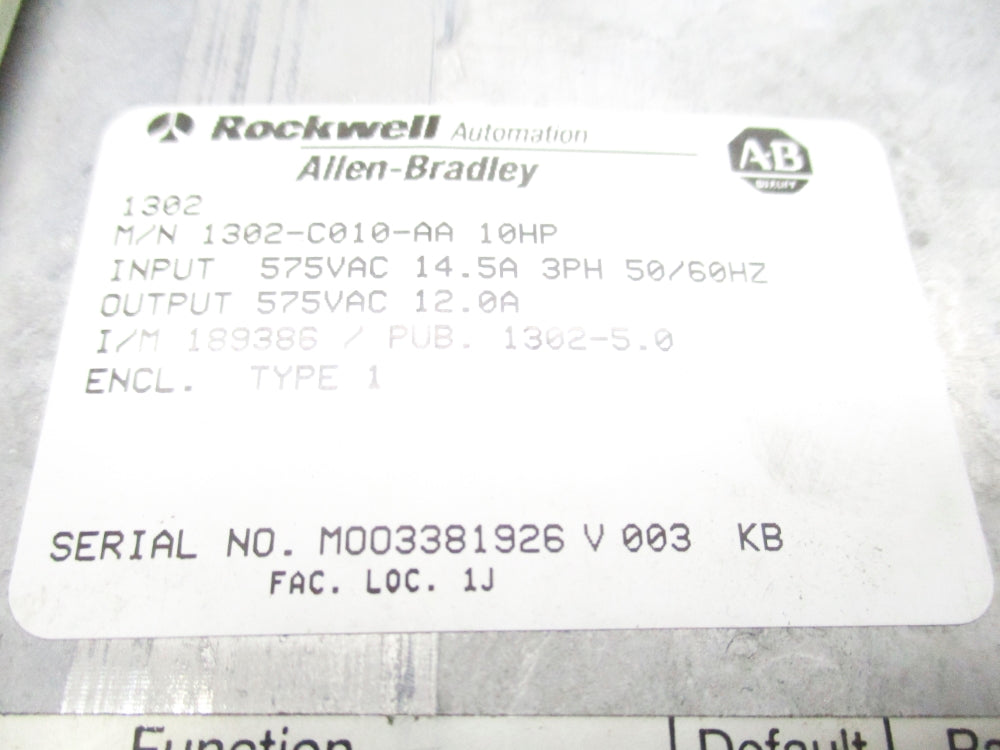 Rockwell Automation
Allen-Bradley
AB
1302
M/N 1302-C010-AA 10HP
INPUT 575VAC 14.5A 3PH 50/60HZ
OUTPUT 575VAC 12.0A
I/M 189386 / PUB. 1302-5.0
ENCL. TYPE 1
SERIAL NO. M003381926 V 003 KB
FAC. LOC. 1J
Function Default